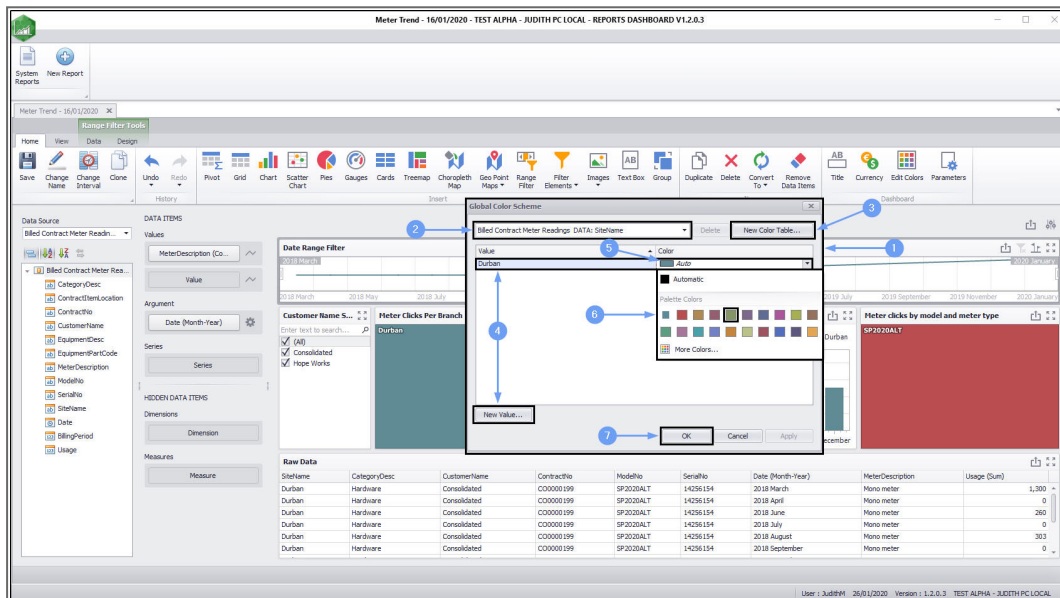 Meter Trend - 16/01/2020 - TEST ALPHA - JUDITH PC LOCAL - REPORTS DASHBOARD V1.2.0.3
System Reports
New Report
Meter Trend - 16/01/2020
Range Filter Tools
Home View Data Design
Save
Change Name
Change Interval
Clone
Undo
Redo
Pivot
Grid
Chart
Scatter Chart
Pies
Gauges
Cards
Treemap
Choropleth Map
Geo Point Maps
Range Filter
Filter Elements
Images
Text Box
Group
Duplicate
Delete
Convert To
Remove Data Items
Title
Currency
Edit Colors
Parameters
History
Insert
Dashboard
Data Source
Billed Contract Meter Readin...
Billed Contract Meter Rea...
CategoryDesc
ContractItemLocation
ContractNo
CustomerName
EquipmentDesc
EquipmentPartCode
MeterDescription
ModelNo
SerialNo
SiteName
Date
BillingPeriod
Usage
DATA ITEMS
Values
MeterDescription (Co...
Value
Argument
Date (Month-Year)
Series
Series
HIDDEN DATA ITEMS
Dimensions
Dimension
Measures
Measure
Date Range Filter
2018 March
2020 January
2018 March 2018 May 2018 July 2019 July 2019 September 2019 November 2020 January
Customer Name S...
Enter text to search...
(All)
Consolidated
Hope Works
Meter Clicks Per Branch
Durban
Durban
ecember
Meter clicks by model and meter type
SP2020ALT
Global Color Scheme
Billed Contract Meter Readings DATA: SiteName
Delete
New Color Table...
Value Color
Durban Auto
Automatic
Palette Colors
More Colors...
New Value...
OK Cancel Apply
1
2
3
4
5
6
7
Raw Data
SiteName CategoryDesc CustomerName ContractNo ModelNo SerialNo Date (Month-Year) MeterDescription Usage (Sum)
Durban Hardware Consolidated CO0000199 SP2020ALT 14256154 2018 March Mono meter 1,300
Durban Hardware Consolidated CO0000199 SP2020ALT 14256154 2018 April Mono meter 0
Durban Hardware Consolidated CO0000199 SP2020ALT 14256154 2018 June Mono meter 260
Durban Hardware Consolidated CO0000199 SP2020ALT 14256154 2018 July Mono meter 0
Durban Hardware Consolidated CO0000199 SP2020ALT 14256154 2018 August Mono meter 303
Durban Hardware Consolidated CO0000199 SP2020ALT 14256154 2018 September Mono meter 0
User : JudithM 26/01/2020 Version : 1.2.0.3 TEST ALPHA - JUDITH PC LOCAL